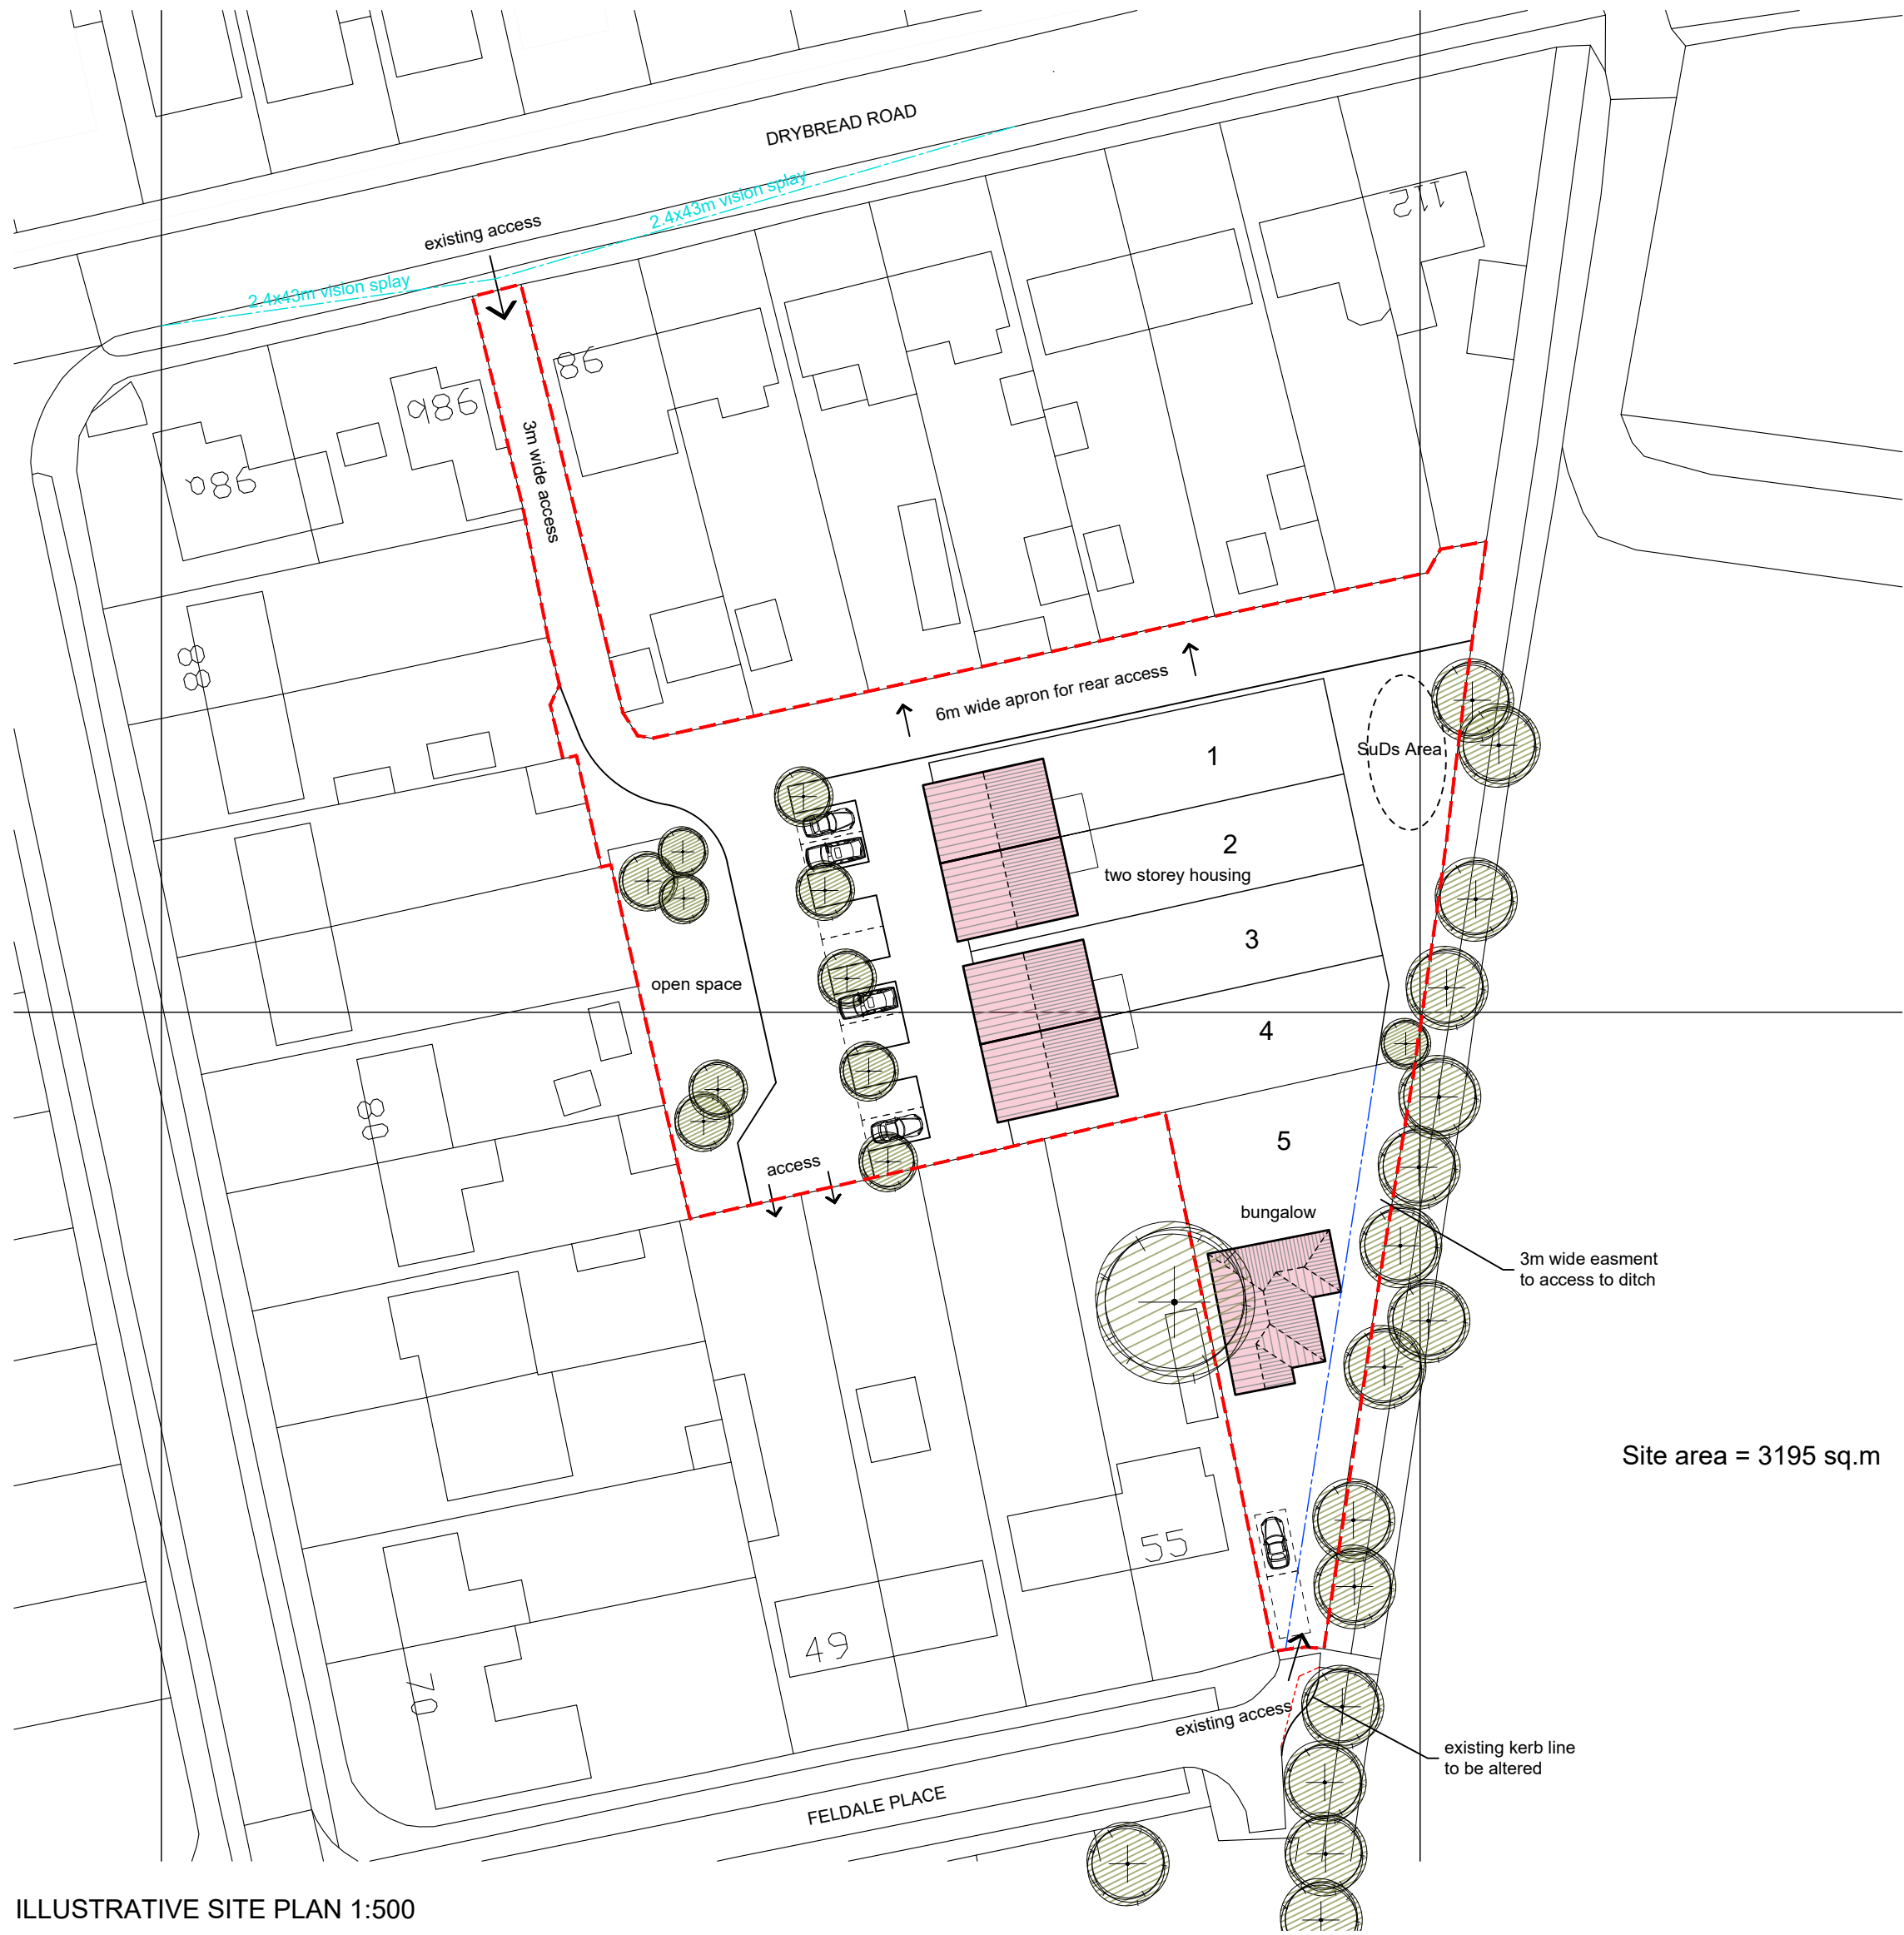 DRYBREAD ROAD
112
2.4x43m vision splay
existing access
2.4x43m vision splay
98
98b
98a
3m wide access
88
6m wide apron for rear access
1
SuDs Area
2
two storey housing
3
open space
4
80
access
5
bungalow
3m wide easment
to access to ditch
Site area = 3195 sq.m
55
49
70
existing access
existing kerb line
to be altered
FELDALE PLACE
ILLUSTRATIVE SITE PLAN 1:500